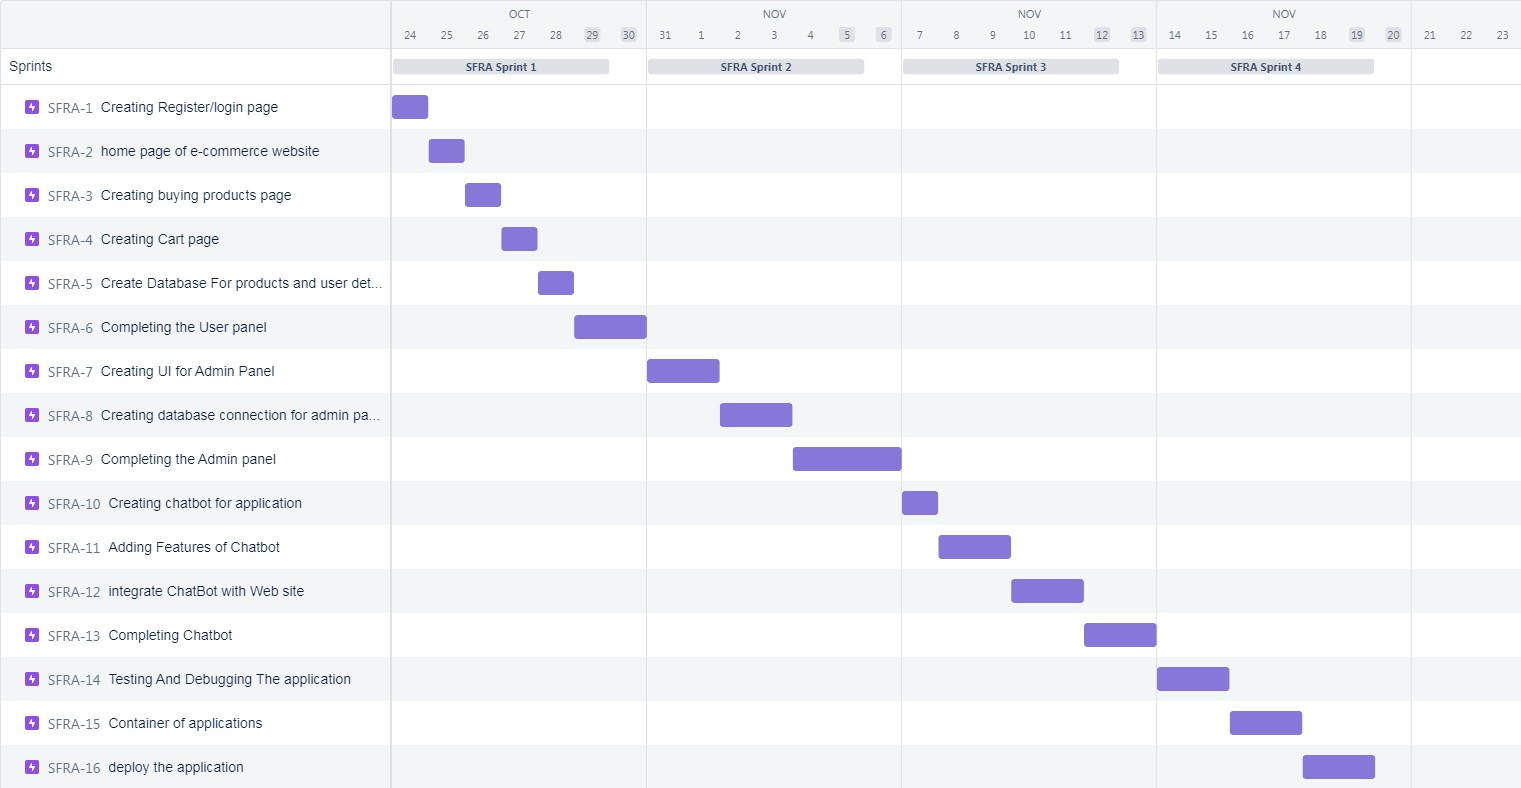 OCT NOV NOV NOV
24 25 26 27 28 29 30 31 1 2 3 4 5 6 7 8 9 10 11 12 13 14 15 16 17 18 19 20 21 22 23
Sprints SFRA Sprint 1 SFRA Sprint 2 SFRA Sprint 3 SFRA Sprint 4
SFRA-1 Creating Register/login page
SFRA-2 home page of e-commerce website
SFRA-3 Creating buying products page
SFRA-4 Creating Cart page
SFRA-5 Create Database For products and user det...
SFRA-6 Completing the User panel
SFRA-7 Creating UI for Admin Panel
SFRA-8 Creating database connection for admin pa...
SFRA-9 Completing the Admin panel
SFRA-10 Creating chatbot for application
SFRA-11 Adding Features of Chatbot
SFRA-12 integrate ChatBot with Web site
SFRA-13 Completing Chatbot
SFRA-14 Testing And Debugging The application
SFRA-15 Container of applications
SFRA-16 deploy the application